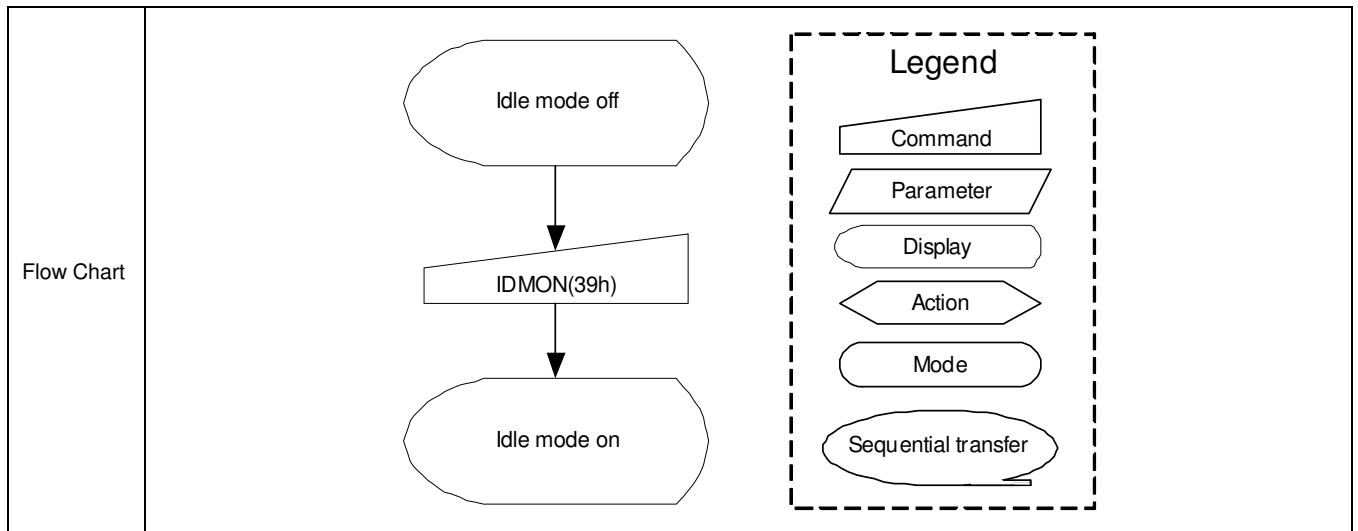 Flow Chart
Idle mode off
IDMON(39h)
Idle mode on
Legend
Command
Parameter
Display
Action
Mode
Sequential transfer